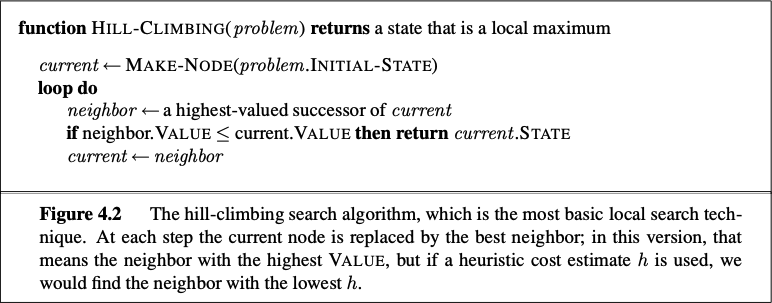 function HILL-CLIMBING(problem) returns a state that is a local maximum
current ← MAKE-NODE(problem.INITIAL-STATE)
loop do
neighbor ← a highest-valued successor of current
if neighbor.VALUE ≤ current.VALUE then return current.STATE
current ← neighbor
Figure 4.2 The hill-climbing search algorithm, which is the most basic local search tech-
nique. At each step the current node is replaced by the best neighbor; in this version, that
means the neighbor with the highest VALUE, but if a heuristic cost estimate h is used, we
would find the neighbor with the lowest h.